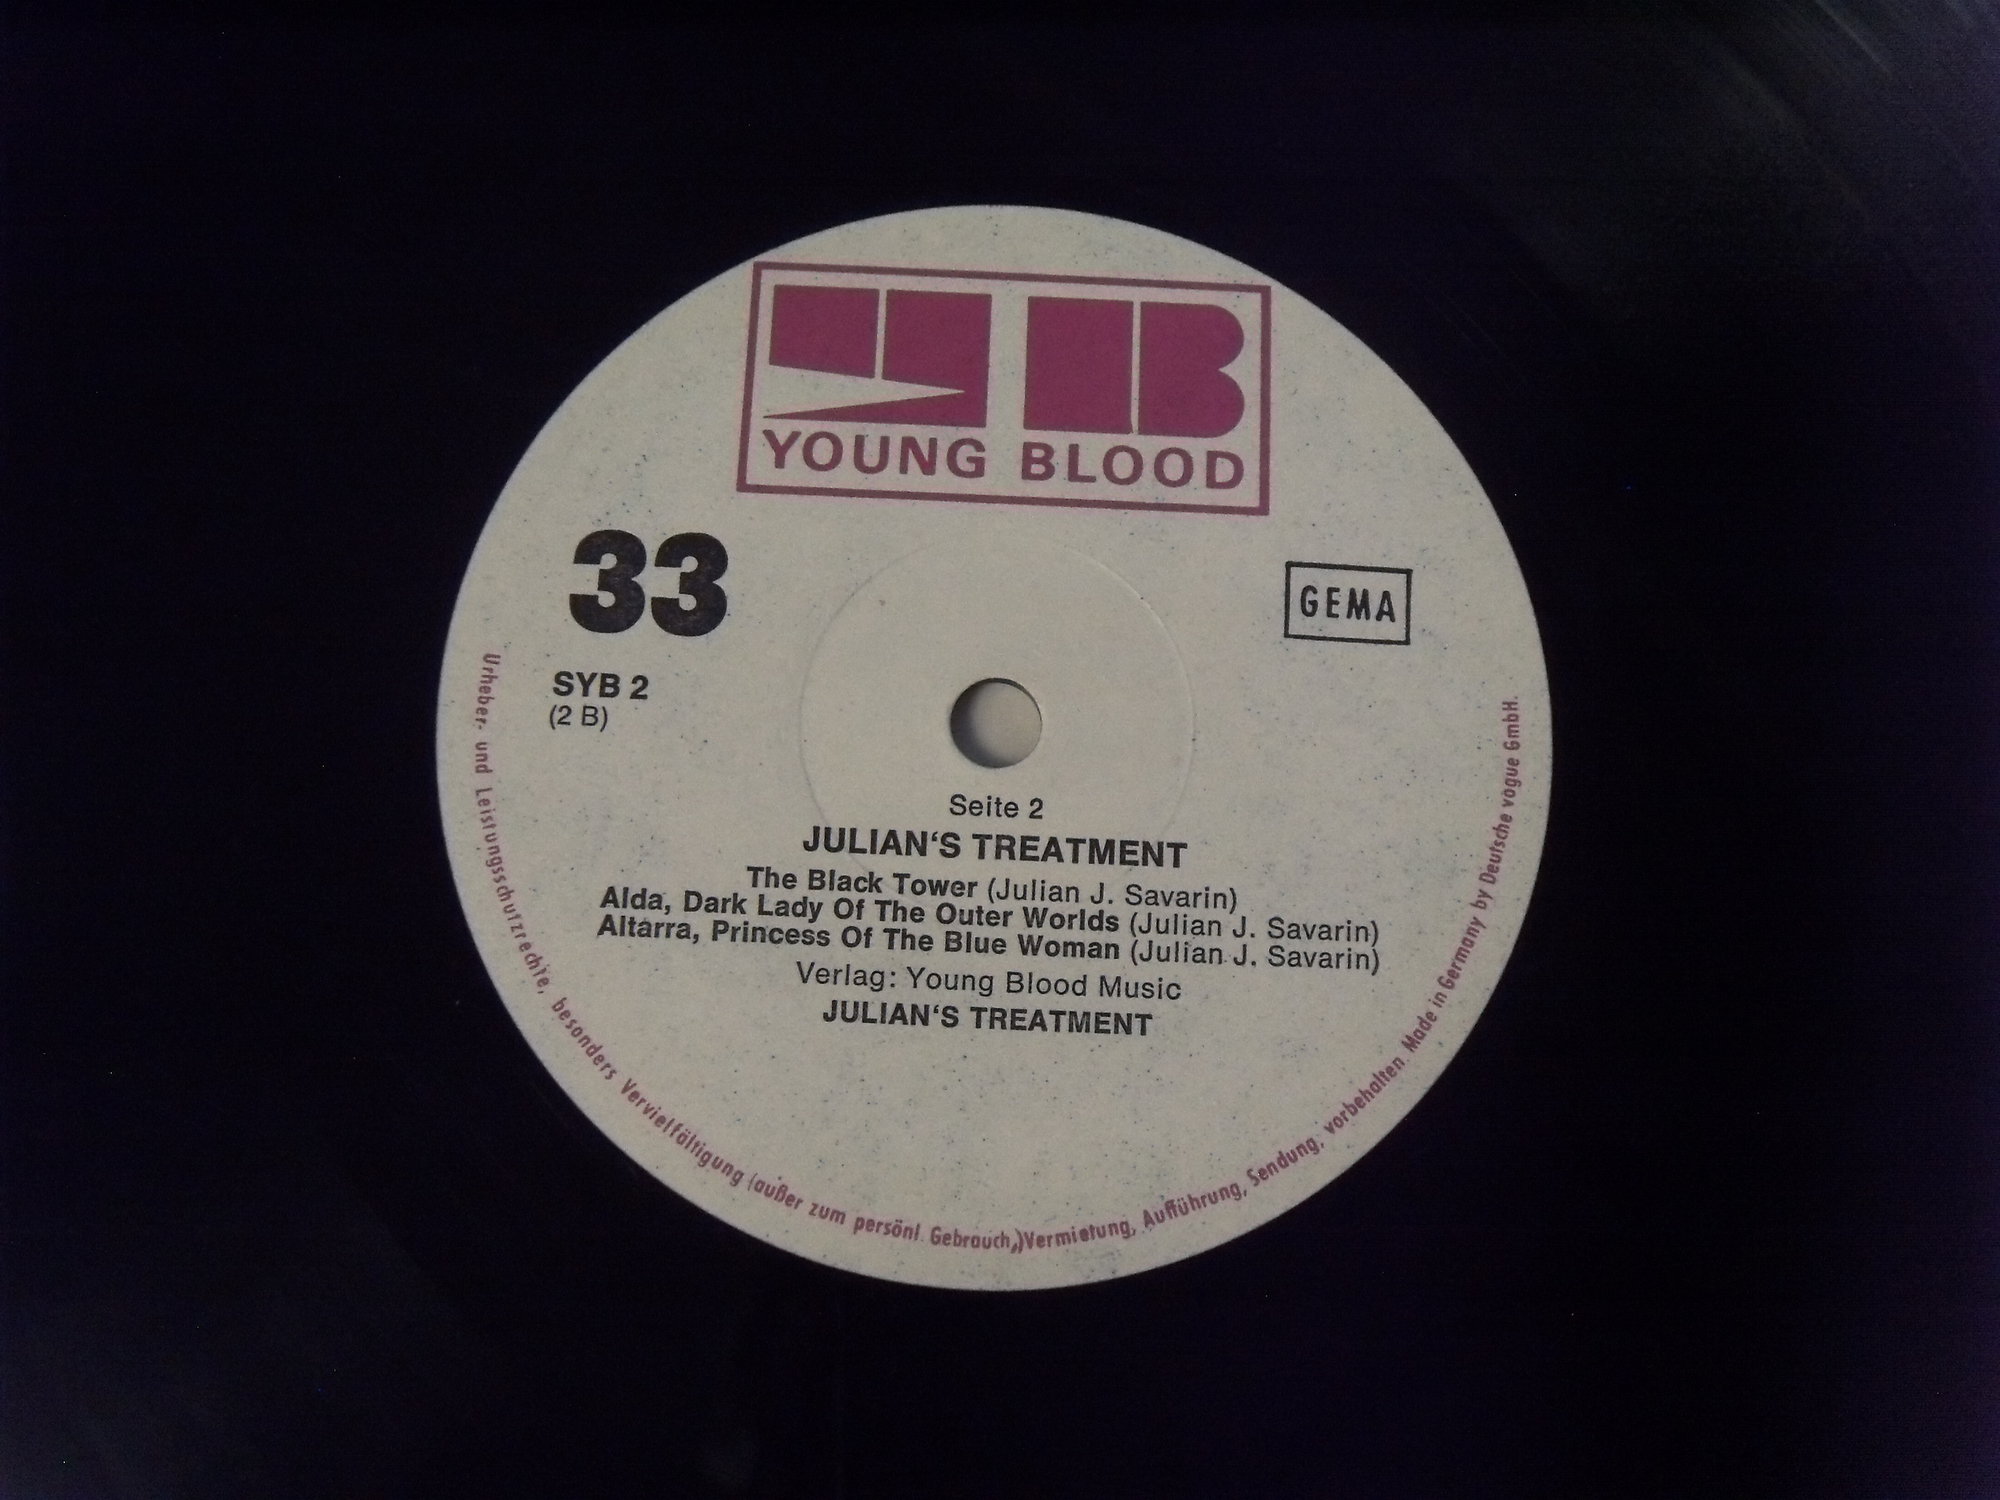 YB
YOUNG BLOOD
33
GEMA
SYB 2
(2 B)
Seite 2
JULIAN‘S TREATMENT
The Black Tower (Julian J. Savarin)
Alda, Dark Lady Of The Outer Worlds (Julian J. Savarin)
Altarra, Princess Of The Blue Woman (Julian J. Savarin)
Verlag: Young Blood Music
JULIAN‘S TREATMENT
Urheber- und Leistungsschutzrechte, besonders Vervielfältigung (außer zum persönl. Gebrauch,) Vermietung, Aufführung, Sendung, vorbehalten. Made in Germany by Deutsche vogue GmbH.